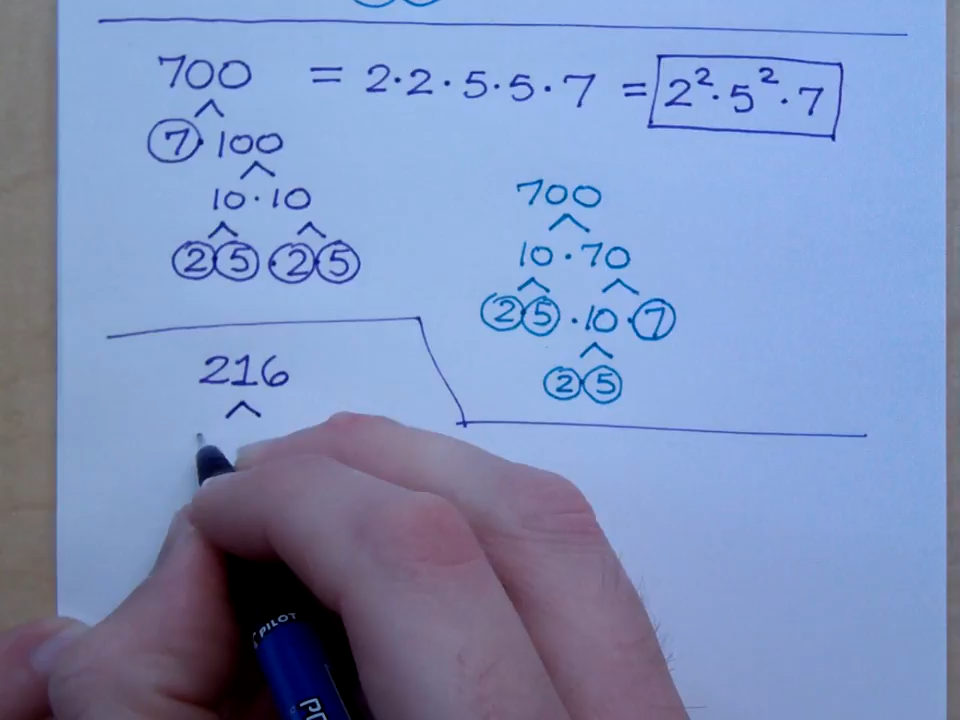 700 = 2·2·5·5·7 = 2²·5²·7
7·100
10·10
2 5 · 2 5
700
10·70
2 5 ·10·7
2 5
216
PILOT